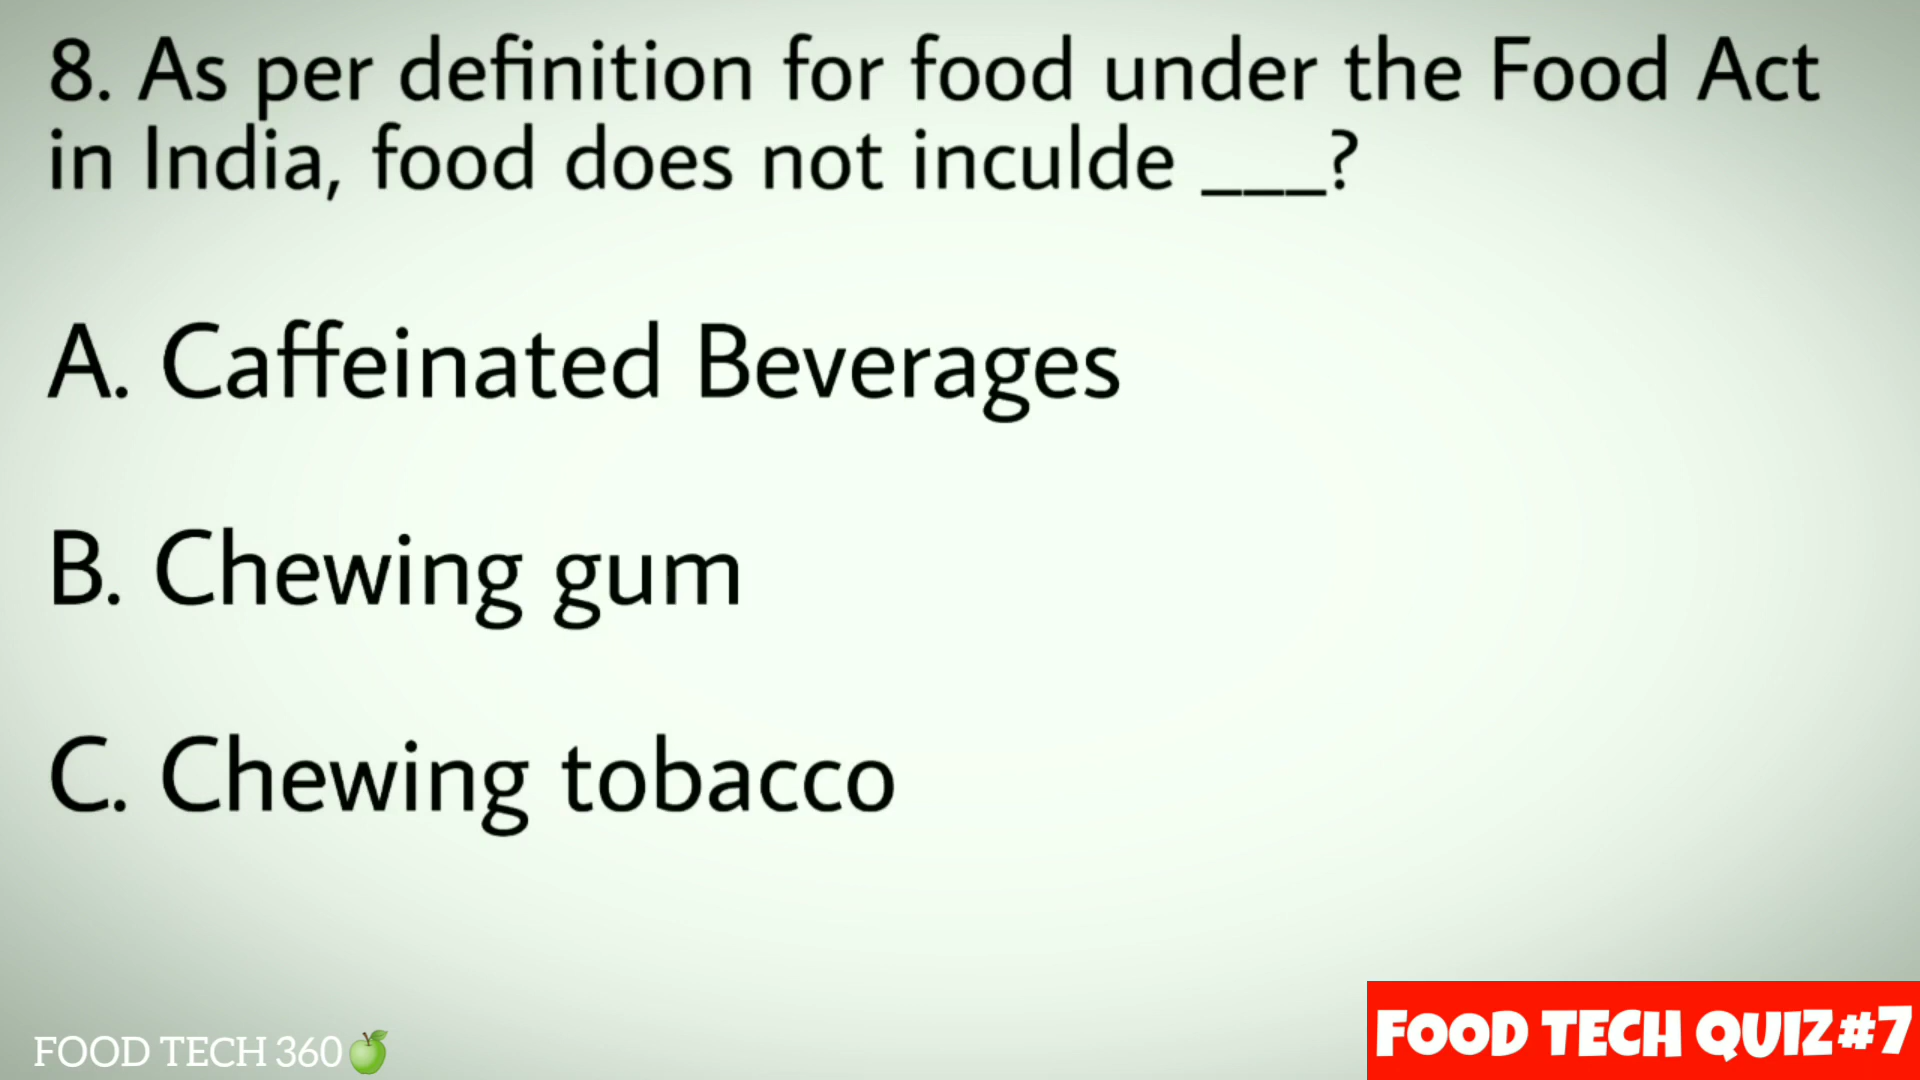 8. As per definition for food under the Food Act
in India, food does not inculde ___?
A. Caffeinated Beverages
B. Chewing gum
C. Chewing tobacco
FOOD TECH 360
FOOD TECH QUIZ#7